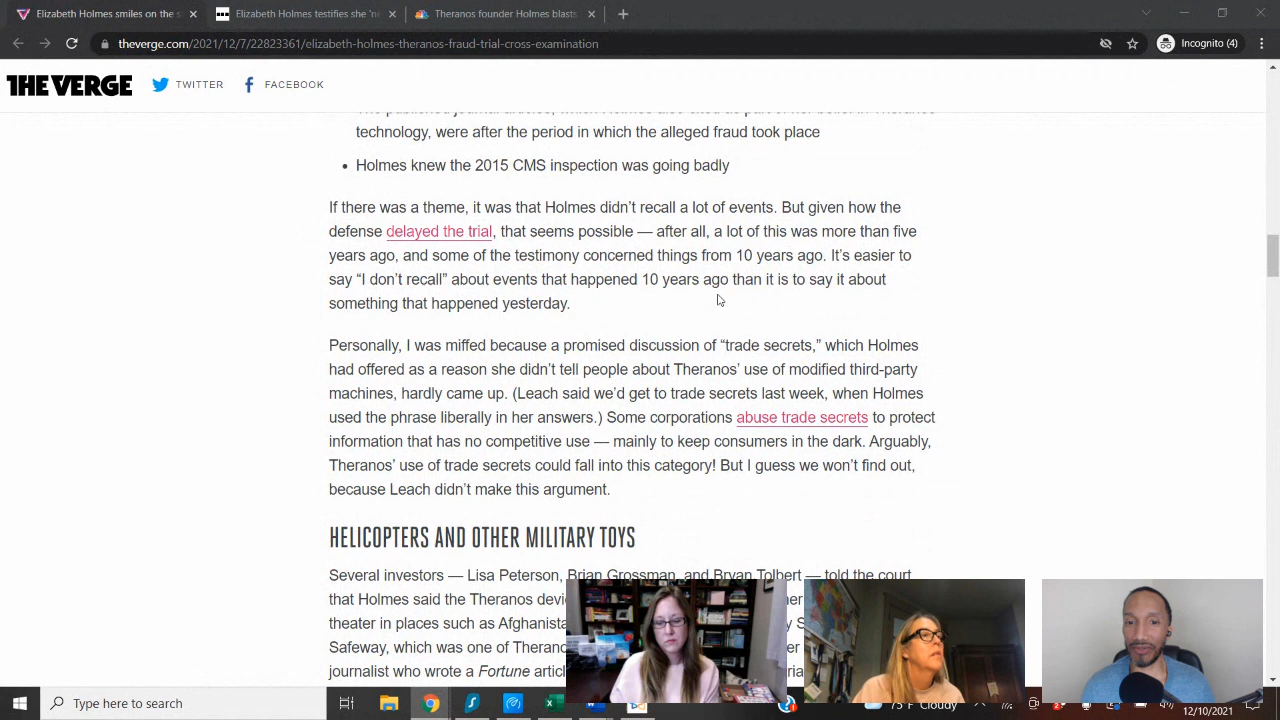 Elizabeth Holmes smiles on the s
Elizabeth Holmes testifies she 'ne
Theranos founder Holmes blasts
theverge.com/2021/12/7/22823361/elizabeth-holmes-theranos-fraud-trial-cross-examination
Incognito (4)
THE VERGE
TWITTER
FACEBOOK
technology, were after the period in which the alleged fraud took place
• Holmes knew the 2015 CMS inspection was going badly
If there was a theme, it was that Holmes didn't recall a lot of events. But given how the
defense delayed the trial, that seems possible — after all, a lot of this was more than five
years ago, and some of the testimony concerned things from 10 years ago. It's easier to
say “I don't recall” about events that happened 10 years ago than it is to say it about
something that happened yesterday.
Personally, I was miffed because a promised discussion of “trade secrets,” which Holmes
had offered as a reason she didn't tell people about Theranos' use of modified third-party
machines, hardly came up. (Leach said we'd get to trade secrets last week, when Holmes
used the phrase liberally in her answers.) Some corporations abuse trade secrets to protect
information that has no competitive use — mainly to keep consumers in the dark. Arguably,
Theranos' use of trade secrets could fall into this category! But I guess we won't find out,
because Leach didn't make this argument.
HELICOPTERS AND OTHER MILITARY TOYS
Several investors — Lisa Peterson, Brian Grossman, and Bryan Tolbert — told the court
that Holmes said the Theranos devi
theater in places such as Afghanista
Safeway, which was one of Theran
journalist who wrote a Fortune articl
Type here to search
75°F Cloudy
12/10/2021